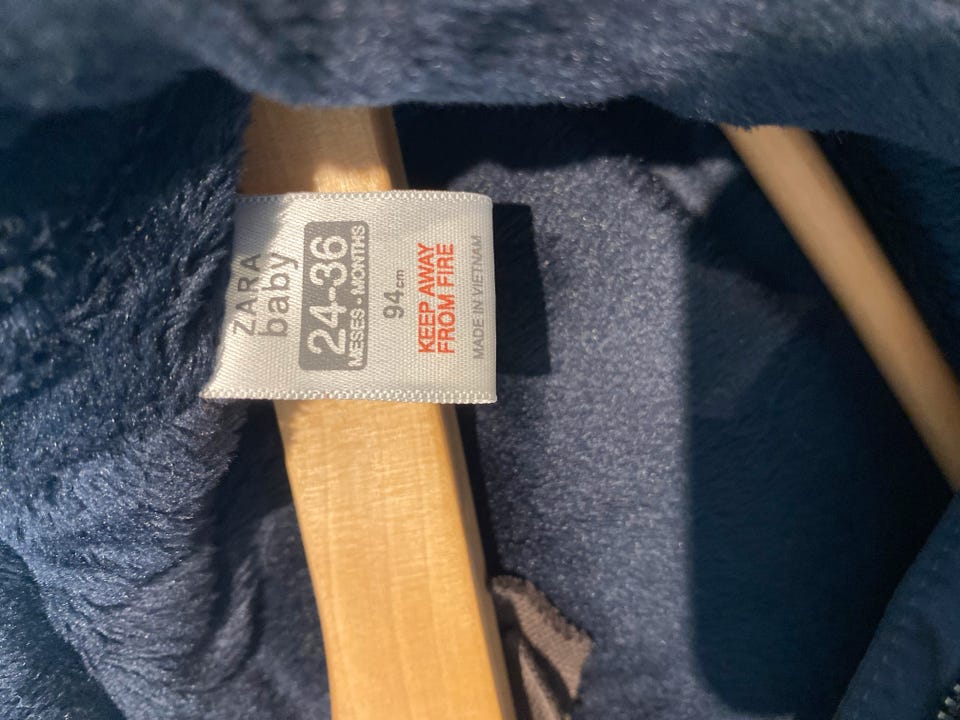 ZARA
baby
24-36
MESES - MONTHS
94cm
KEEP AWAY
FROM FIRE
MADE IN VIETNAM